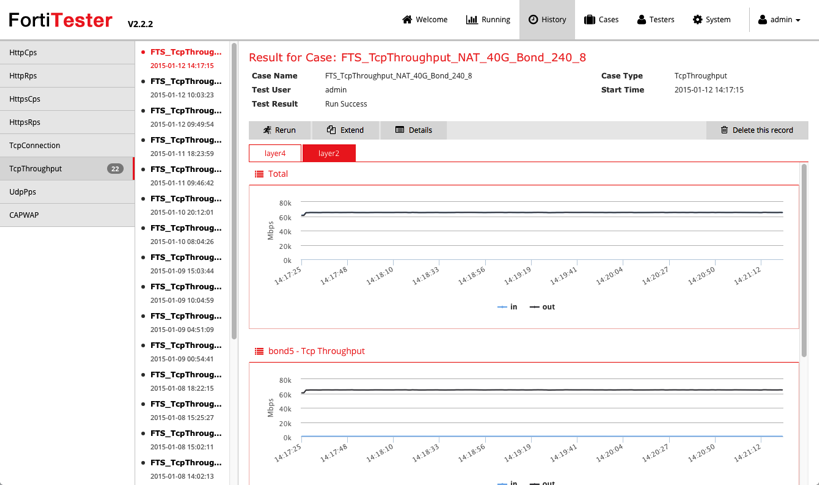 FortiTester V2.2.2
Welcome Running History Cases Testers System admin
HttpCps
HttpRps
HttpsCps
HttpsRps
TcpConnection
TcpThroughput 22
UdpPps
CAPWAP
FTS_TcpThroug...
2015-01-12 14:17:15
FTS_TcpThroug...
2015-01-12 10:03:23
FTS_TcpThroug...
2015-01-12 09:49:54
FTS_TcpThroug...
2015-01-11 18:23:59
FTS_TcpThroug...
2015-01-11 09:46:42
FTS_TcpThroug...
2015-01-10 20:12:01
FTS_TcpThroug...
2015-01-10 08:04:26
FTS_TcpThroug...
2015-01-09 15:03:44
FTS_TcpThroug...
2015-01-09 10:04:59
FTS_TcpThroug...
2015-01-09 04:51:09
FTS_TcpThroug...
2015-01-09 00:54:41
FTS_TcpThroug...
2015-01-08 18:22:15
FTS_TcpThroug...
2015-01-08 15:25:27
FTS_TcpThroug...
2015-01-08 15:02:11
FTS_TcpThroug...
2015-01-08 14:02:13
Result for Case: FTS_TcpThroughput_NAT_40G_Bond_240_8
Case Name FTS_TcpThroughput_NAT_40G_Bond_240_8 Case Type TcpThroughput
Test User admin Start Time 2015-01-12 14:17:15
Test Result Run Success
Rerun Extend Details Delete this record
layer4 layer2
Total
Mbps
80k
60k
40k
20k
0k
14:17:25 14:17:48 14:18:10 14:18:33 14:18:56 14:19:19 14:19:41 14:20:04 14:20:27 14:20:50 14:21:12
in out
bond5 - Tcp Throughput
Mbps
80k
60k
40k
20k
0k
14:17:25 14:17:48 14:18:10 14:18:33 14:18:56 14:19:19 14:19:41 14:20:04 14:20:27 14:20:50 14:21:12
in out